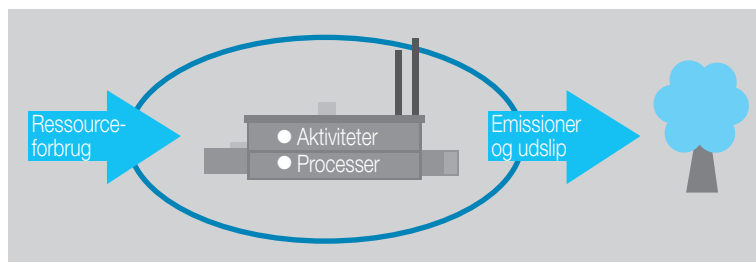 Ressource-
forbrug
Aktiviteter
Processer
Emissioner
og udslip